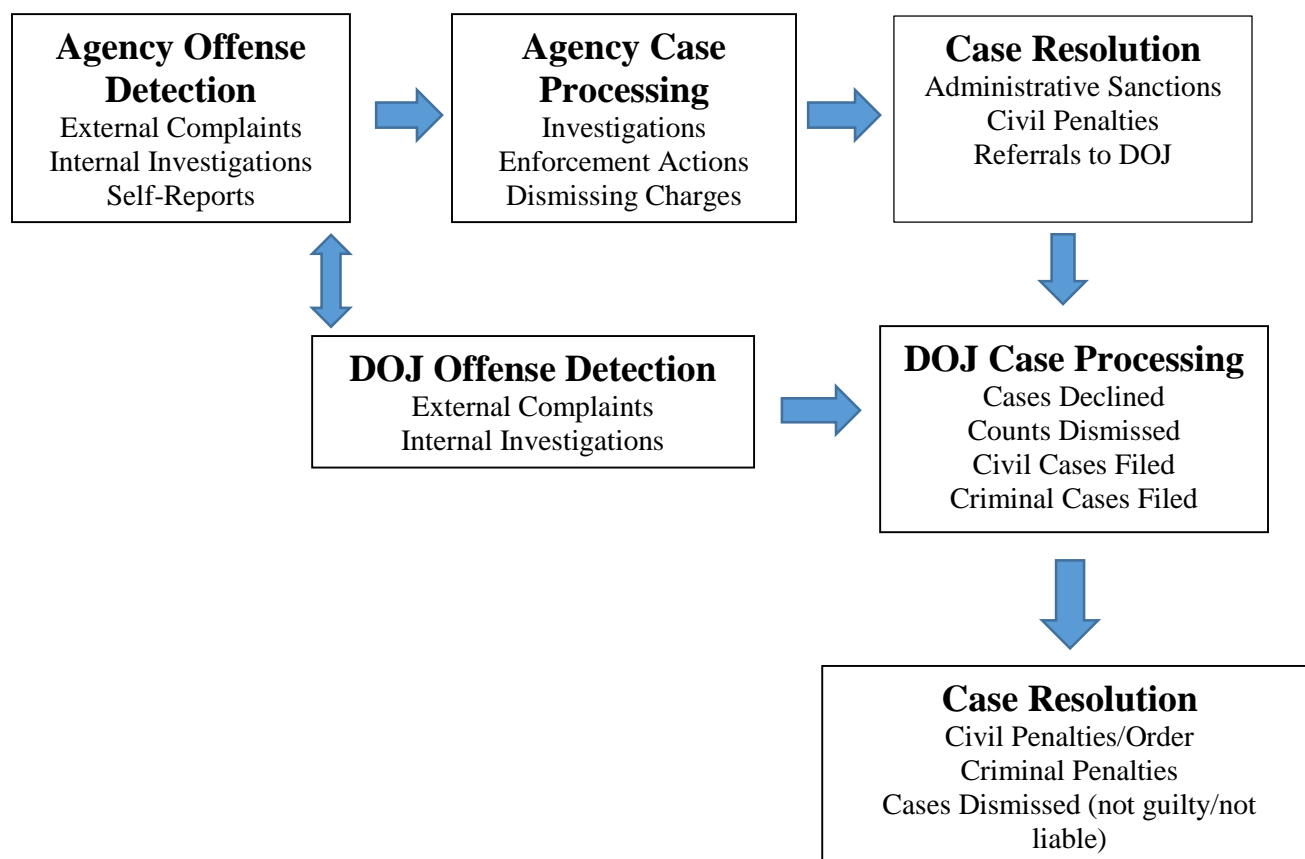 Agency Offense
Detection
External Complaints
Internal Investigations
Self-Reports
Agency Case
Processing
Investigations
Enforcement Actions
Dismissing Charges
Case Resolution
Administrative Sanctions
Civil Penalties
Referrals to DOJ
DOJ Offense Detection
External Complaints
Internal Investigations
DOJ Case Processing
Cases Declined
Counts Dismissed
Civil Cases Filed
Criminal Cases Filed
Case Resolution
Civil Penalties/Order
Criminal Penalties
Cases Dismissed (not guilty/not
liable)